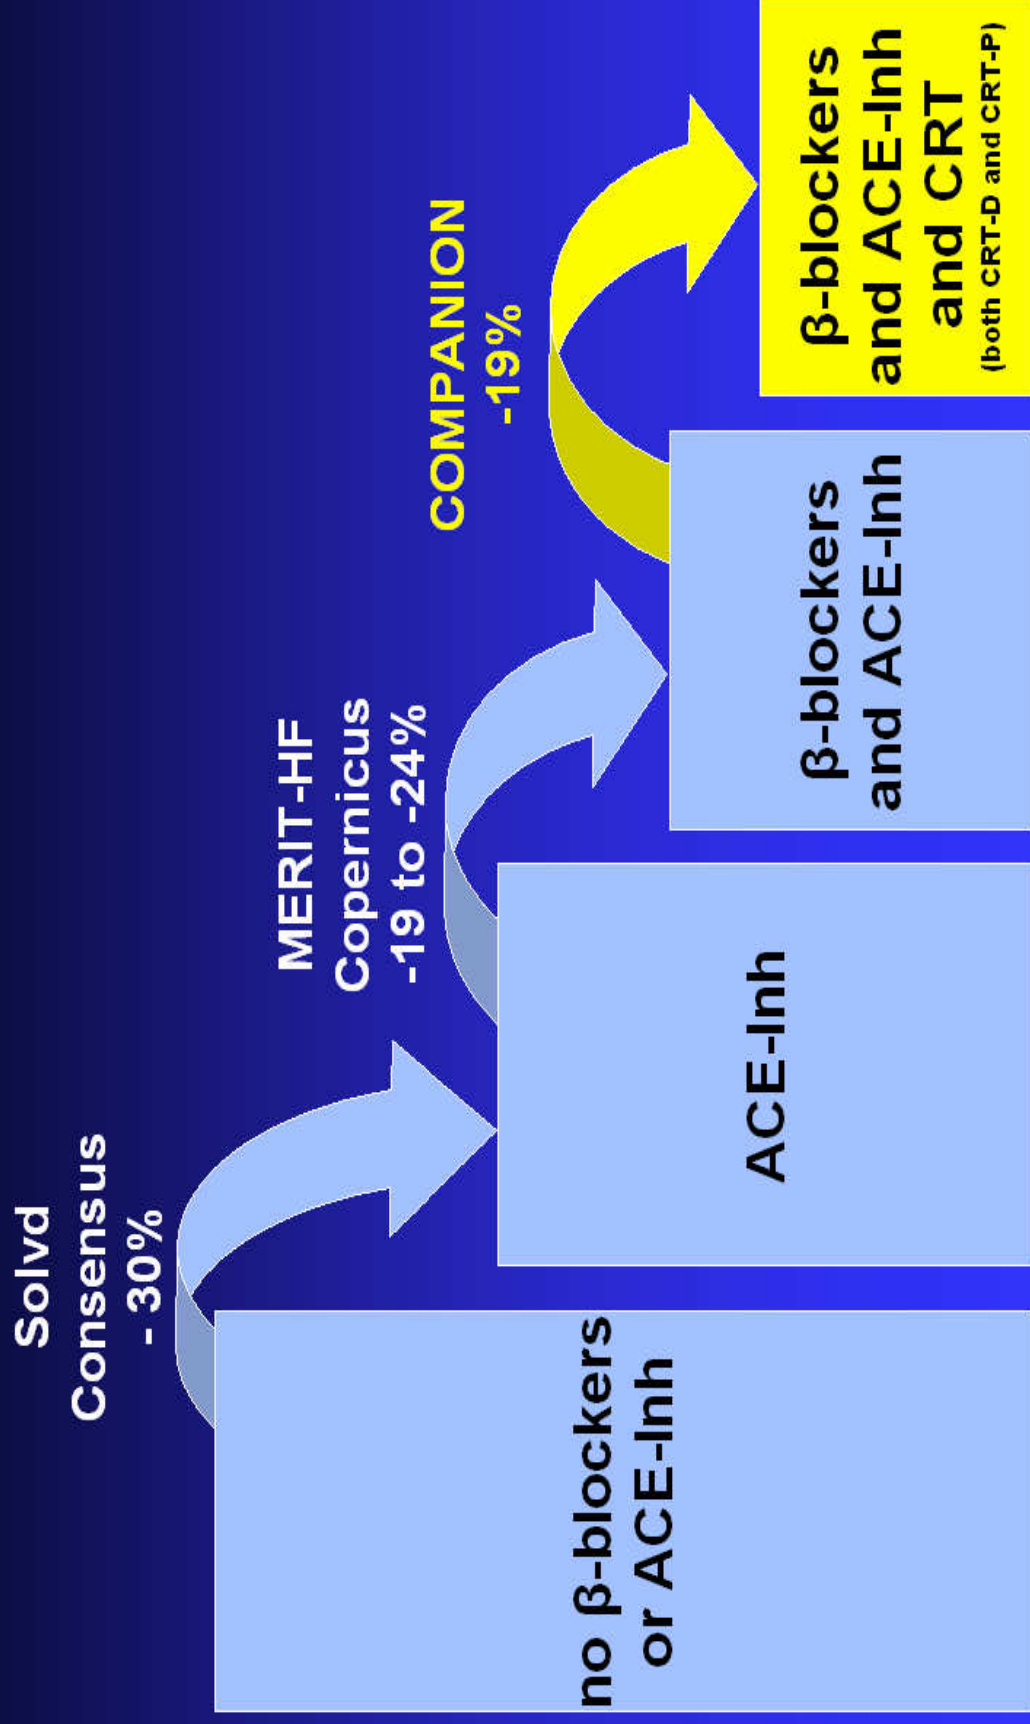 Solvd
Consensus
- 30%
MERIT-HF
Copernicus
-19 to -24%
COMPANION
-19%
no β-blockers
or ACE-Inh
ACE-Inh
β-blockers
and ACE-Inh
β-blockers
and ACE-Inh
and CRT
(both CRT-D and CRT-P)